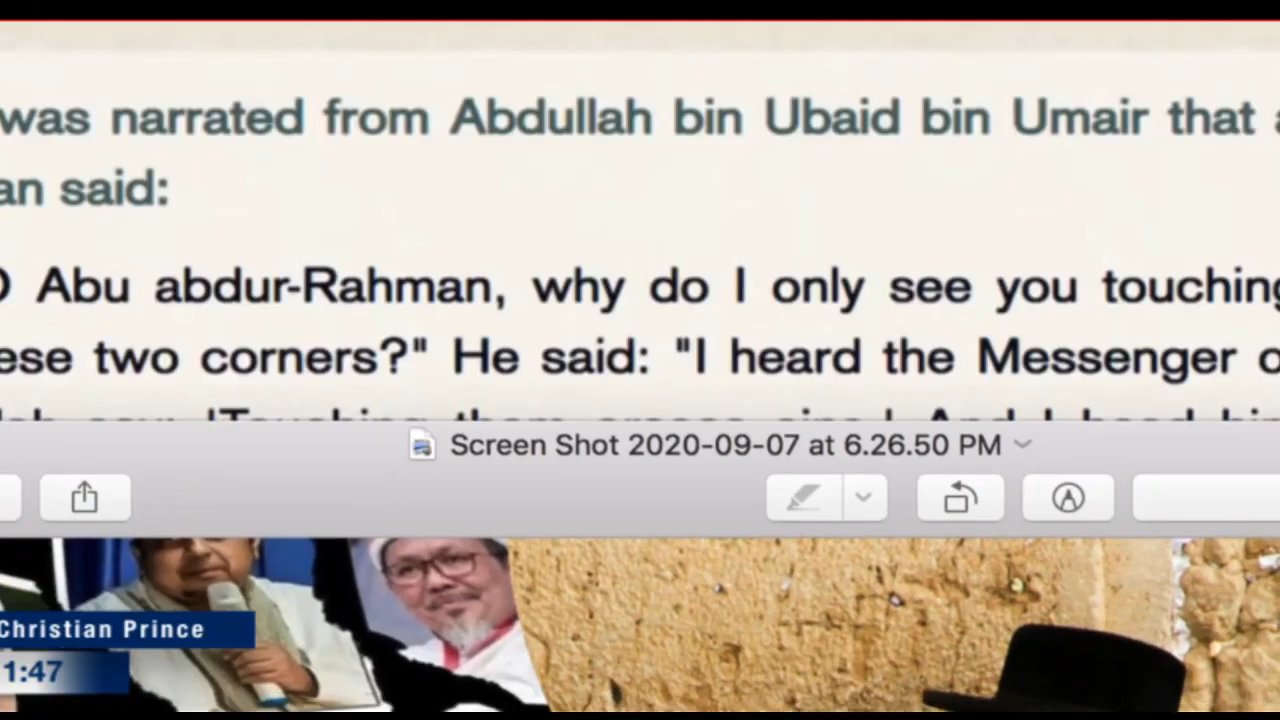 was narrated from Abdullah bin Ubaid bin Umair that
said:
Abu abdur-Rahman, why do I only see you touching
two corners?" He said: "I heard the Messenger
Screen Shot 2020-09-07 at 6.26.50 PM
Christian Prince
1:47